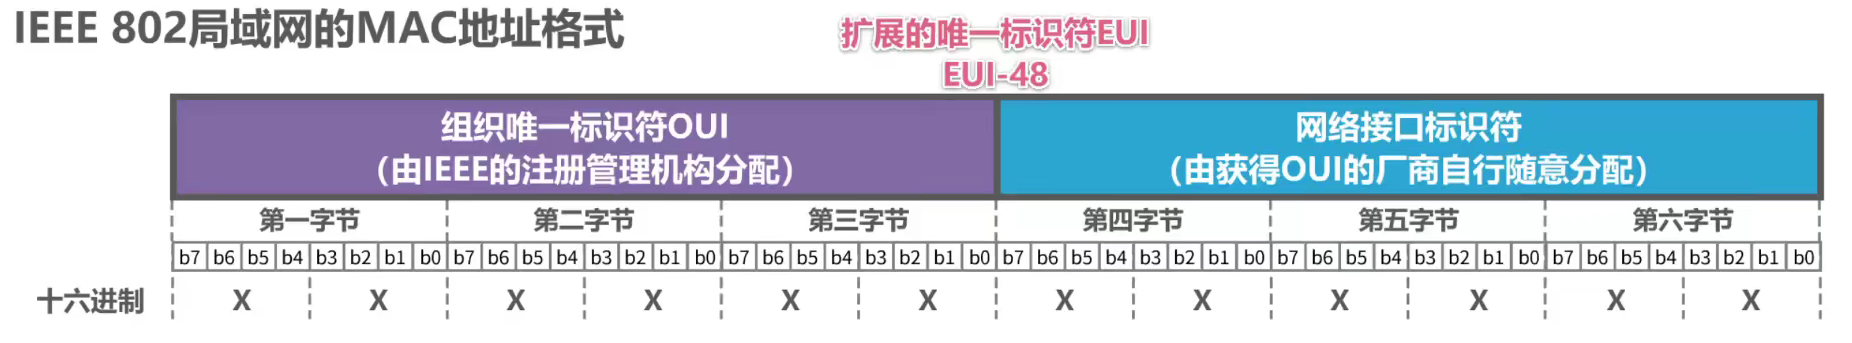 IEEE 802局域网的MAC地址格式
扩展的唯一标识符EUI
EUI-48
组织唯一标识符OUI
（由IEEE的注册管理机构分配）
网络接口标识符
（由获得OUI的厂商自行随意分配）
第一字节 第二字节 第三字节 第四字节 第五字节 第六字节
b7 b6 b5 b4 b3 b2 b1 b0 b7 b6 b5 b4 b3 b2 b1 b0 b7 b6 b5 b4 b3 b2 b1 b0 b7 b6 b5 b4 b3 b2 b1 b0 b7 b6 b5 b4 b3 b2 b1 b0 b7 b6 b5 b4 b3 b2 b1 b0
十六进制 X X X X X X X X X X X X